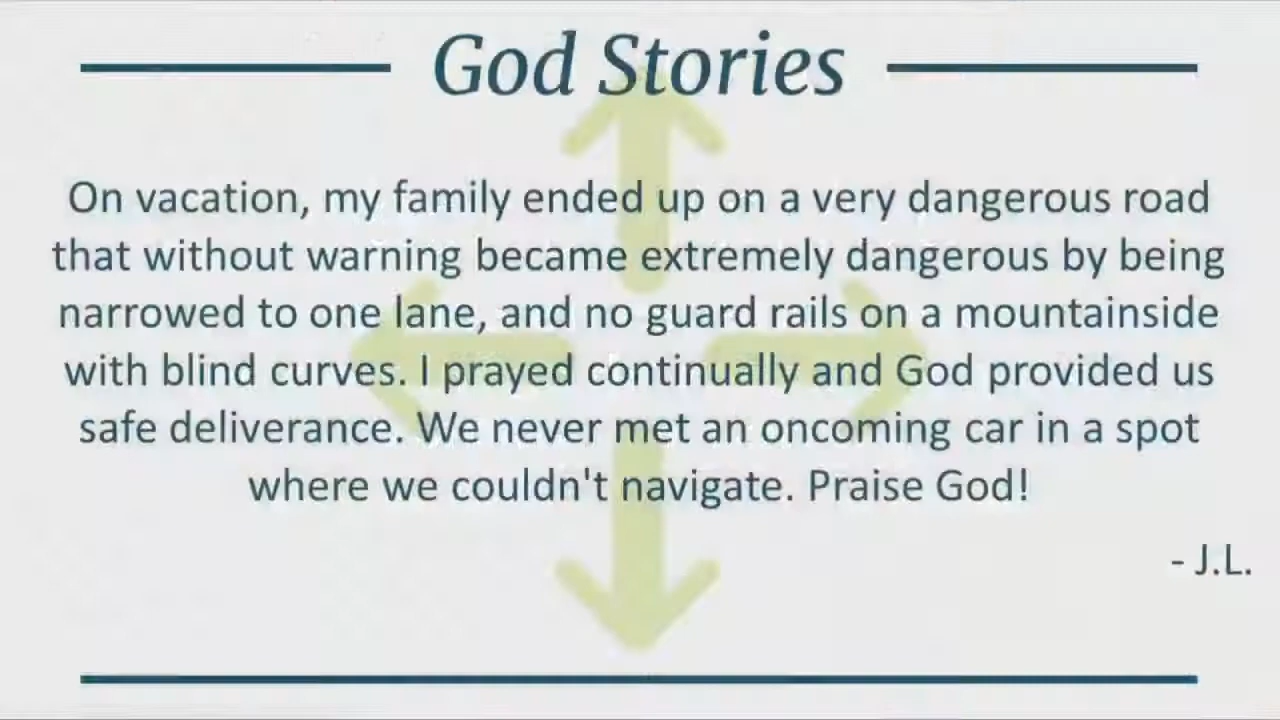 God Stories
On vacation, my family ended up on a very dangerous road
that without warning became extremely dangerous by being
narrowed to one lane, and no guard rails on a mountainside
with blind curves. I prayed continually and God provided us
safe deliverance. We never met an oncoming car in a spot
where we couldn't navigate. Praise God!
- J.L.